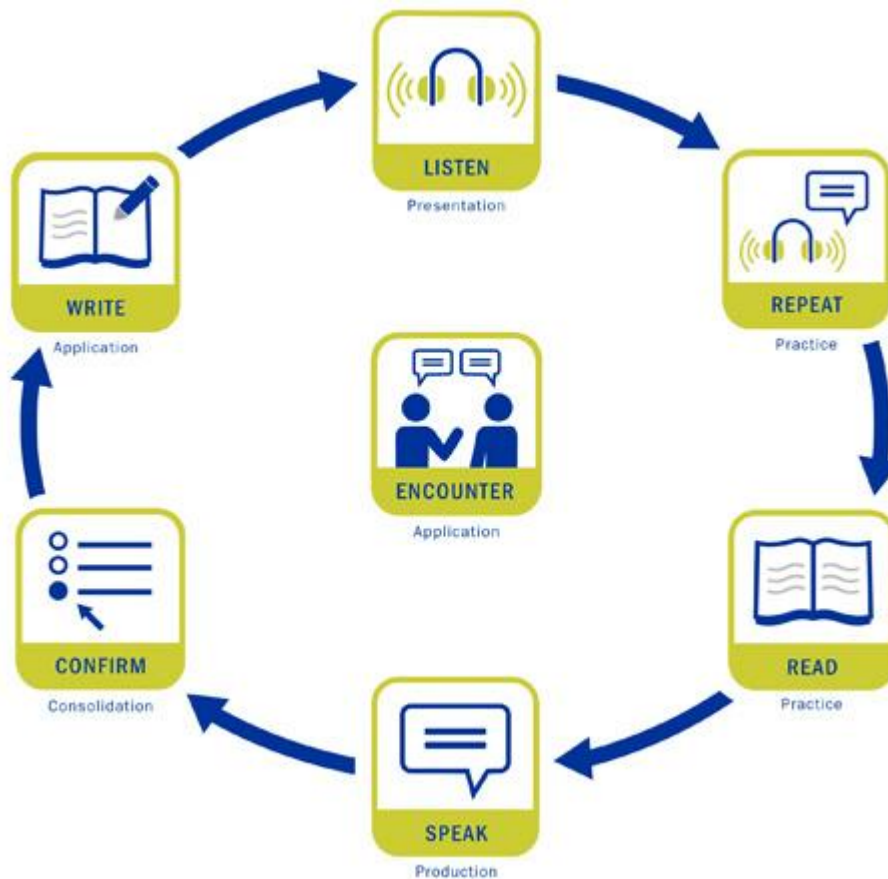 LISTEN
Presentation
REPEAT
Practice
READ
Practice
SPEAK
Production
CONFIRM
Consolidation
WRITE
Application
ENCOUNTER
Application